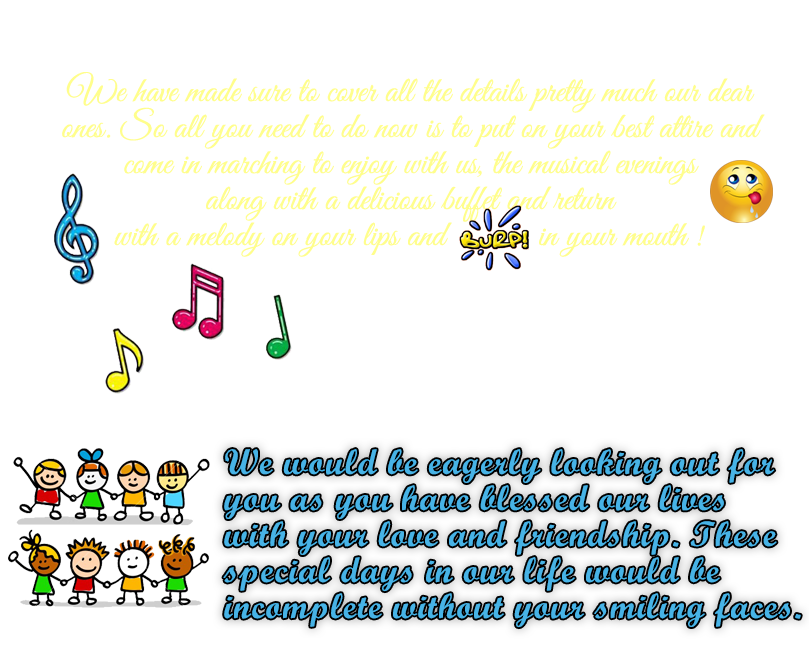 We have made sure to cover all the details pretty much our dear
ones. So all you need to do now is to put on your best attire and
come in marching to enjoy with us, the musical evenings
along with a delicious buffet and return
with a melody on your lips and BURP! in your mouth !
We would be eagerly looking out for
you as you have blessed our lives
with your love and friendship. These
special days in our life would be
incomplete without your smiling faces.